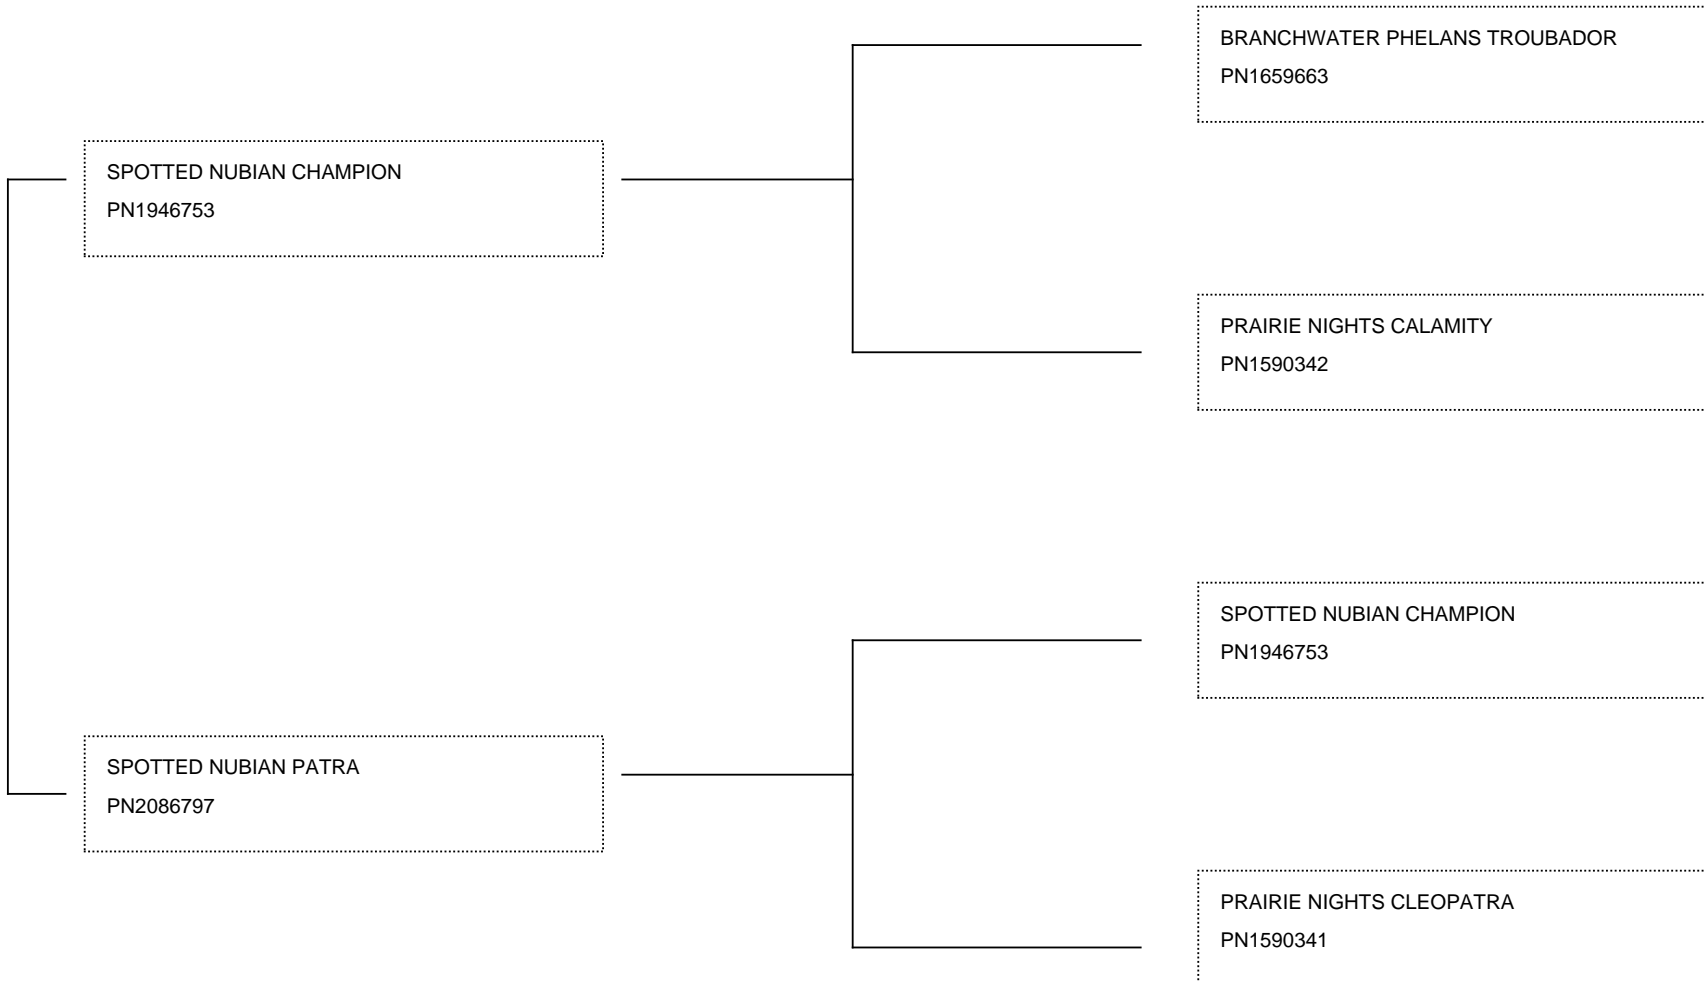 BRANCHWATER PHELANS TROUBADOR
PN1659663
SPOTTED NUBIAN CHAMPION
PN1946753
PRAIRIE NIGHTS CALAMITY
PN1590342
SPOTTED NUBIAN CHAMPION
PN1946753
SPOTTED NUBIAN PATRA
PN2086797
PRAIRIE NIGHTS CLEOPATRA
PN1590341